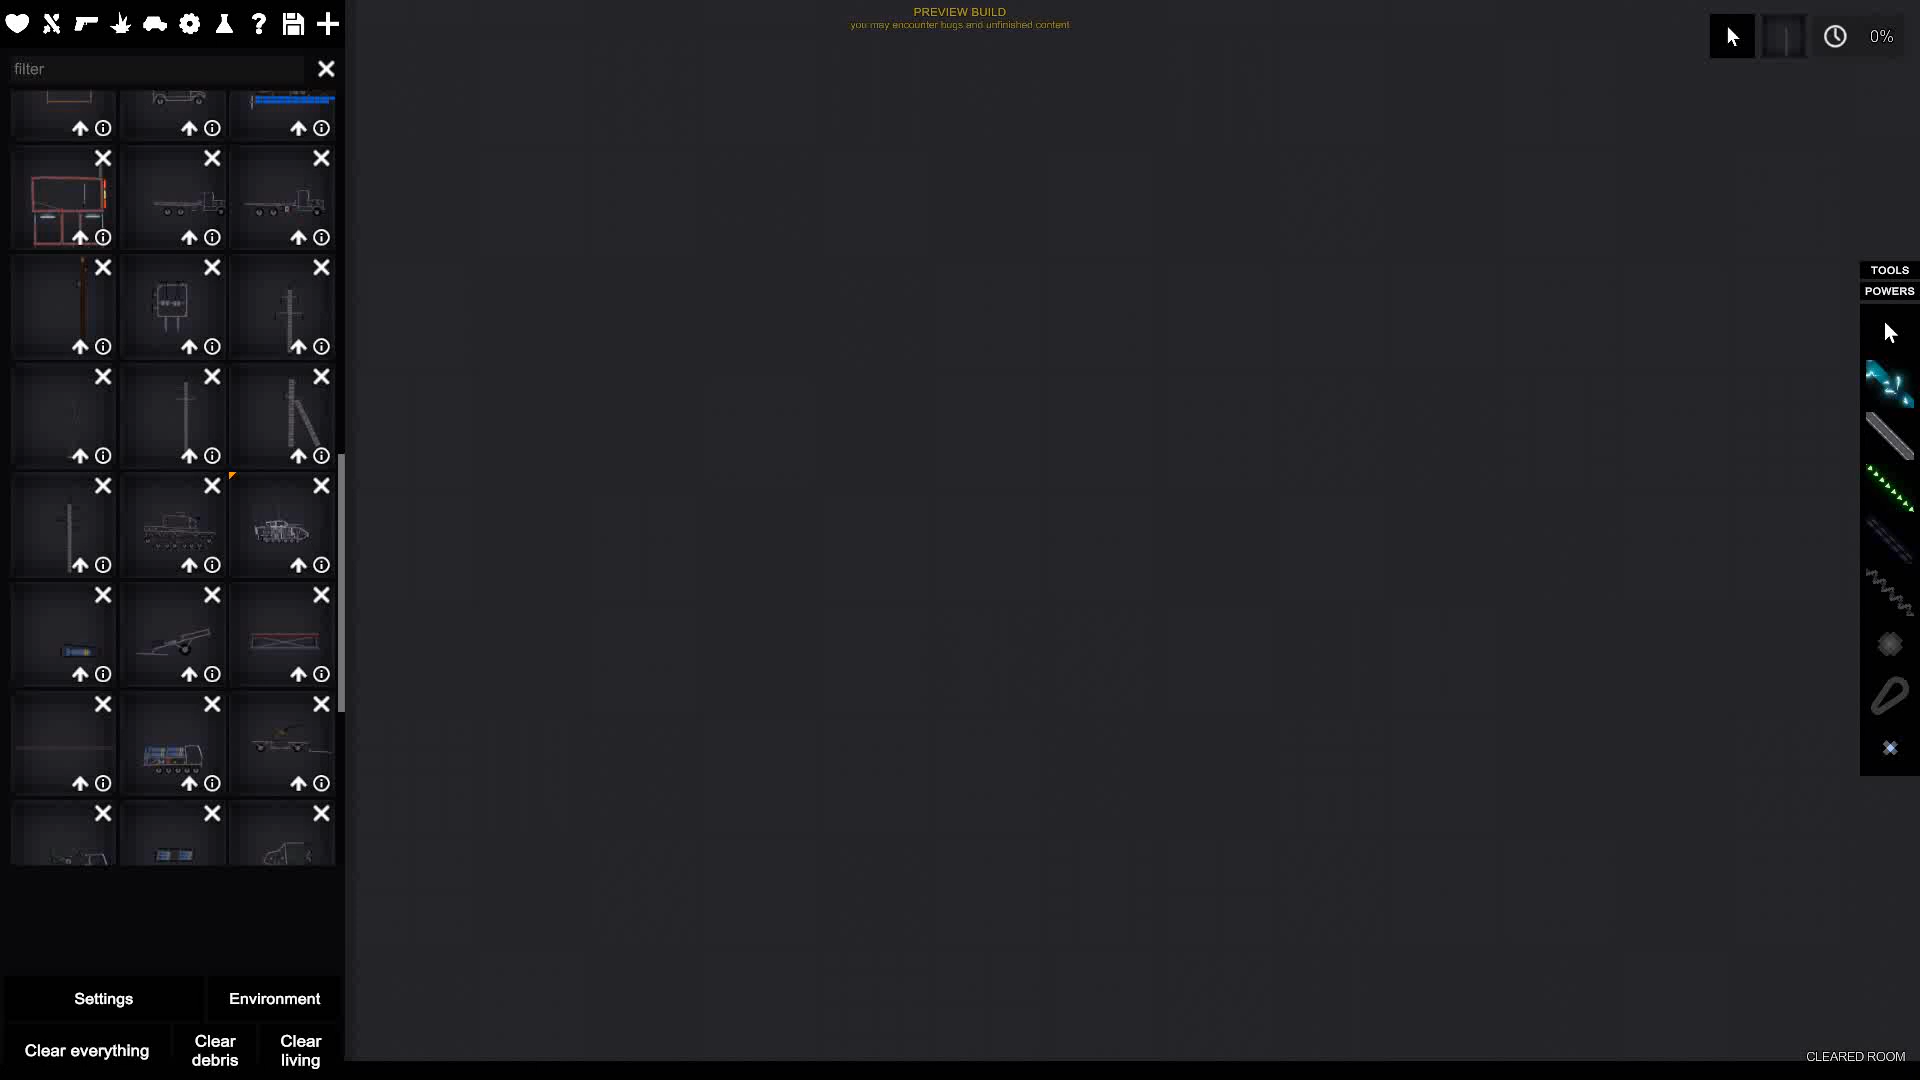 PREVIEW BUILD
you may encounter bugs and unfinished content
filter
0%
TOOLS
POWERS
Settings
Environment
Clear everything
Clear debris
Clear living
CLEARED ROOM